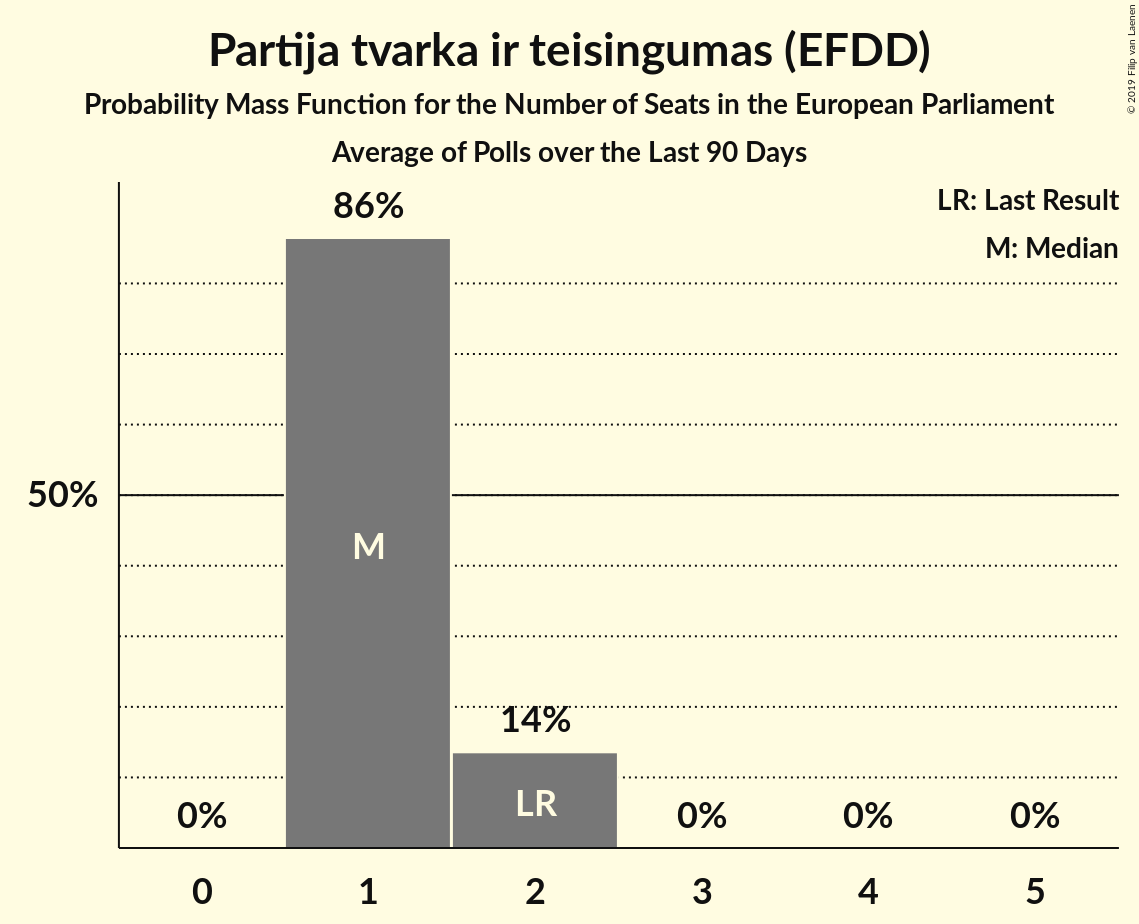 Partija tvarka ir teisingumas (EFDD)
Probability Mass Function for the Number of Seats in the European Parliament
Average of Polls over the Last 90 Days
© 2019 Filip van Laenen
LR: Last Result
M: Median
86%
50%
M
14%
LR
0% 0% 0% 0%
0 1 2 3 4 5